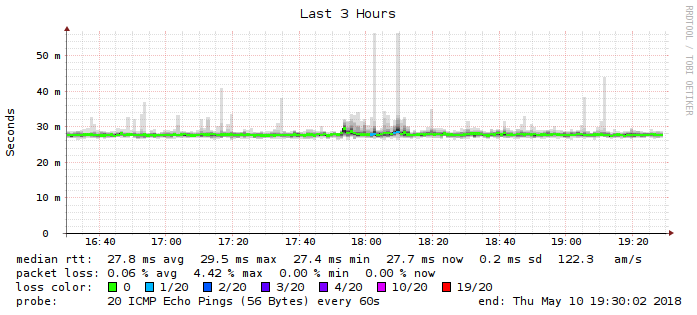 Last 3 Hours
RRDTOOL / TOBI OETIKER
Seconds
50 m
40 m
30 m
20 m
10 m
0
16:40 17:00 17:20 17:40 18:00 18:20 18:40 19:00 19:20
median rtt: 27.8 ms avg 29.5 ms max 27.4 ms min 27.7 ms now 0.2 ms sd 122.3 am/s
packet loss: 0.06 % avg 4.42 % max 0.00 % min 0.00 % now
loss color: 0 1/20 2/20 3/20 4/20 10/20 19/20
probe: 20 ICMP Echo Pings (56 Bytes) every 60s end: Thu May 10 19:30:02 2018